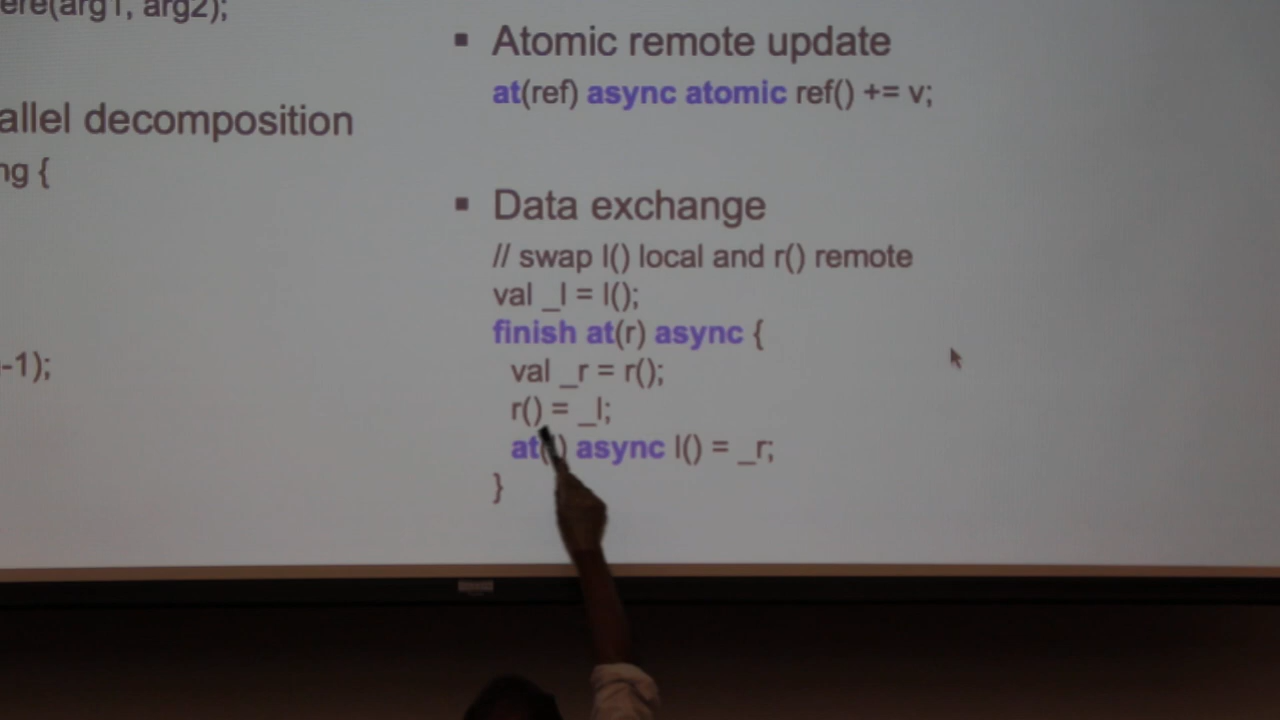 ere(arg1, arg2);
allel decomposition
ng {
-1);
▪ Atomic remote update
at(ref) async atomic ref() += v;
▪ Data exchange
// swap l() local and r() remote
val _l = l();
finish at(r) async {
val _r = r();
r() = _l;
at(l) async l() = _r;
}